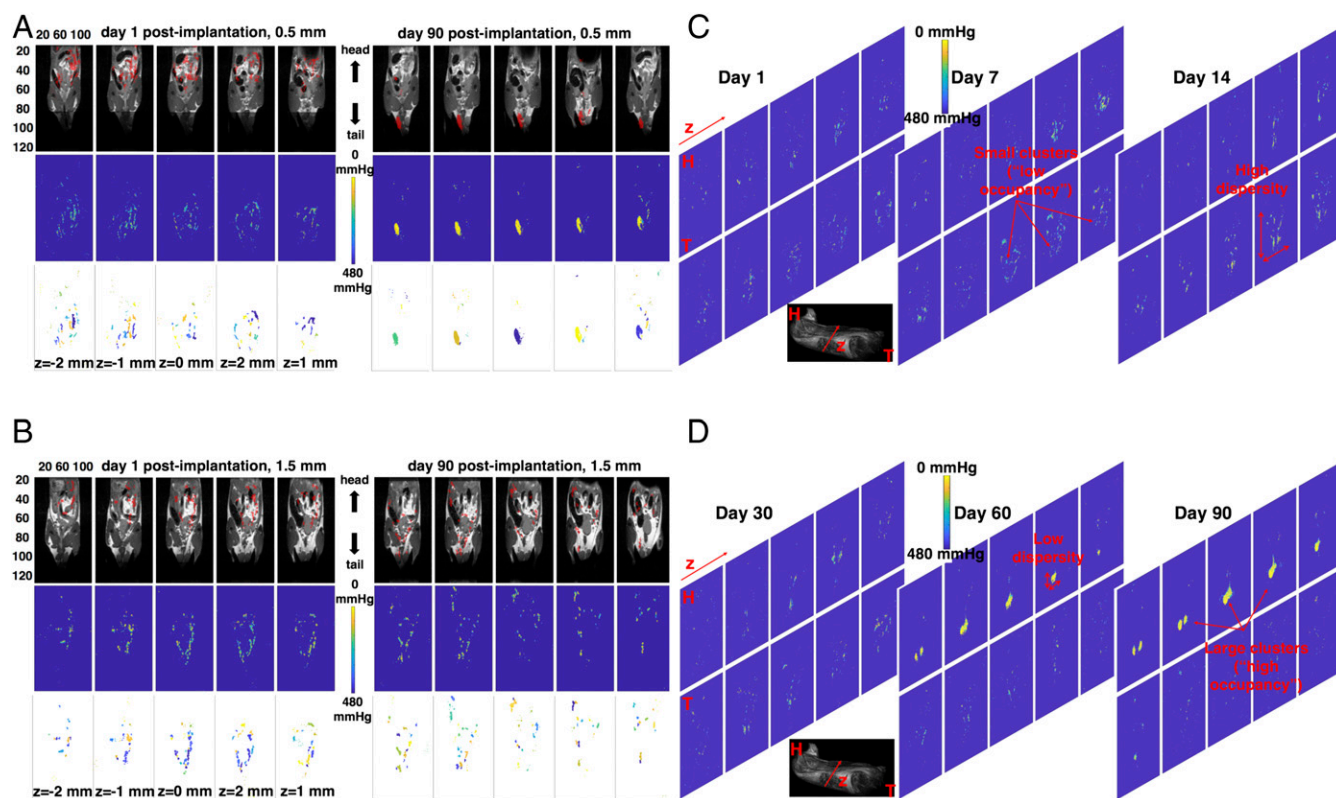 A
20 60 100 day 1 post-implantation, 0.5 mm
20
40
60
80
100
120
head
tail
0
mmHg
480
mmHg
day 90 post-implantation, 0.5 mm
z=-2 mm z=-1 mm z=0 mm z=2 mm z=1 mm
B
20 60 100 day 1 post-implantation, 1.5 mm
20
40
60
80
100
120
head
tail
0
mmHg
480
mmHg
day 90 post-implantation, 1.5 mm
z=-2 mm z=-1 mm z=0 mm z=2 mm z=1 mm
C
0 mmHg
480 mmHg
Day 1
Day 7
Day 14
z
H
T
Small clusters
("low
occupancy")
High
dispersity
H
z
T
D
0 mmHg
480 mmHg
Day 30
Day 60
Day 90
z
H
T
Low
dispersity
Large clusters
("high
occupancy")
H
z
T